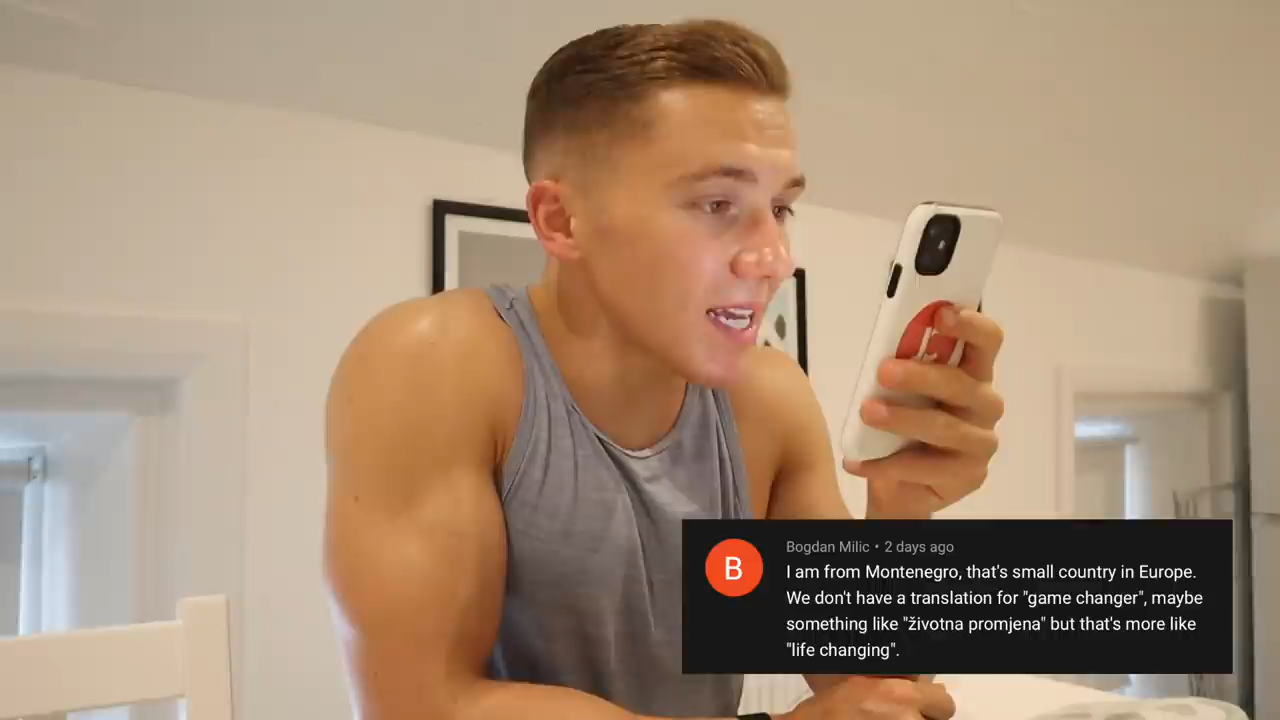 B
Bogdan Milic • 2 days ago
I am from Montenegro, that's small country in Europe.
We don't have a translation for "game changer", maybe
something like "životna promjena" but that's more like
"life changing".